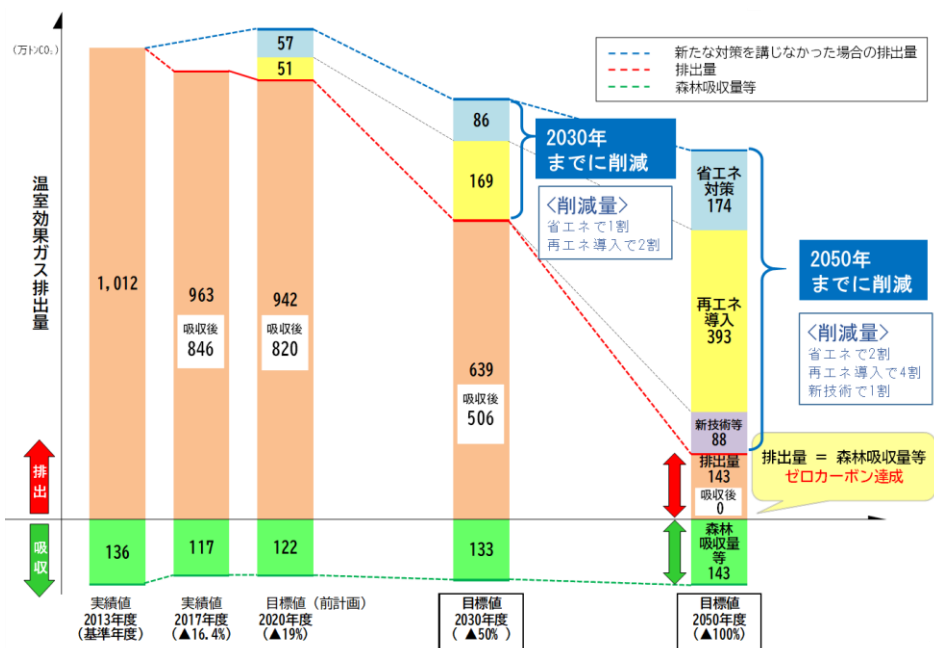 (万トンCO₂)
温室効果ガス排出量
新たな対策を講じなかった場合の排出量
排出量
森林吸収量等
1,012
963
吸収後
846
57
51
942
吸収後
820
86
169
639
吸収後
506
2030年
までに削減
<削減量>
省エネで1割
再エネ導入で2割
省エネ
対策
174
再エネ
導入
393
新技術等
88
排出量
143
吸収後
0
2050年
までに削減
<削減量>
省エネで2割
再エネ導入で4割
新技術で1割
排出量 = 森林吸収量等
ゼロカーボン達成
排出
吸収
136
117
122
133
森林
吸収量
等
143
実績値
2013年度
(基準年度)
実績値
2017年度
(▲16.4%)
目標値(前計画)
2020年度
(▲19%)
目標値
2030年度
( ▲50% )
目標値
2050年度
(▲100%)